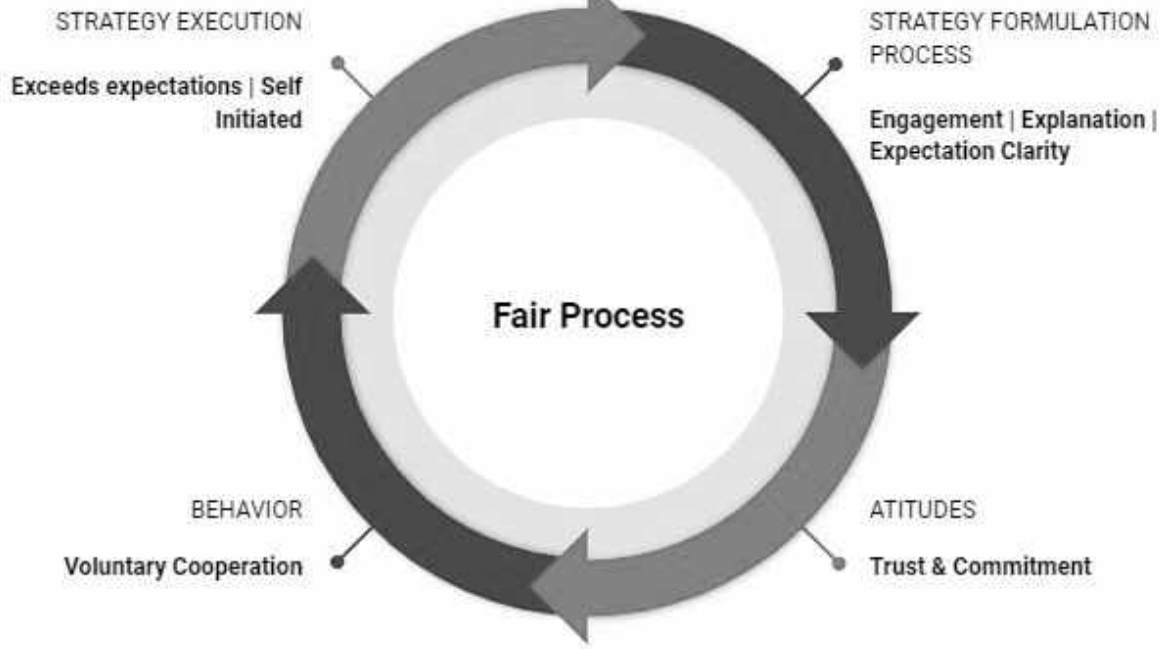 STRATEGY EXECUTION
Exceeds expectations | Self
Initiated
STRATEGY FORMULATION
PROCESS
Engagement | Explanation |
Expectation Clarity
Fair Process
BEHAVIOR
Voluntary Cooperation
ATITUDES
Trust & Commitment